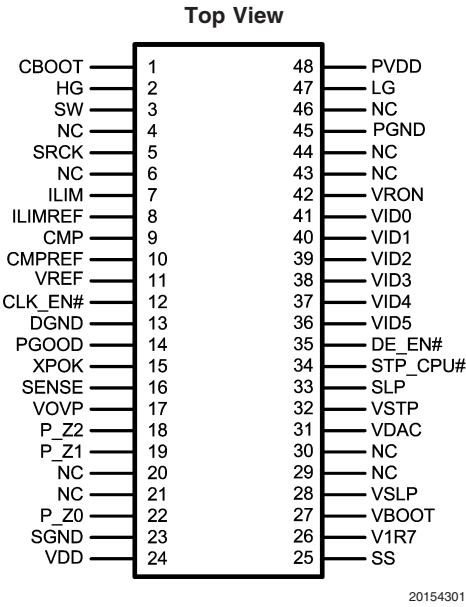 Top View
CBOOT 1 48 PVDD
HG 2 47 LG
SW 3 46 NC
NC 4 45 PGND
SRCK 5 44 NC
NC 6 43 NC
ILIM 7 42 VRON
ILIMREF 8 41 VID0
CMP 9 40 VID1
CMPREF 10 39 VID2
VREF 11 38 VID3
CLK_EN# 12 37 VID4
DGND 13 36 VID5
PGOOD 14 35 DE_EN#
XPOK 15 34 STP_CPU#
SENSE 16 33 SLP
VOVP 17 32 VSTP
P_Z2 18 31 VDAC
P_Z1 19 30 NC
NC 20 29 NC
NC 21 28 VSLP
P_Z0 22 27 VBOOT
SGND 23 26 V1R7
VDD 24 25 SS
20154301